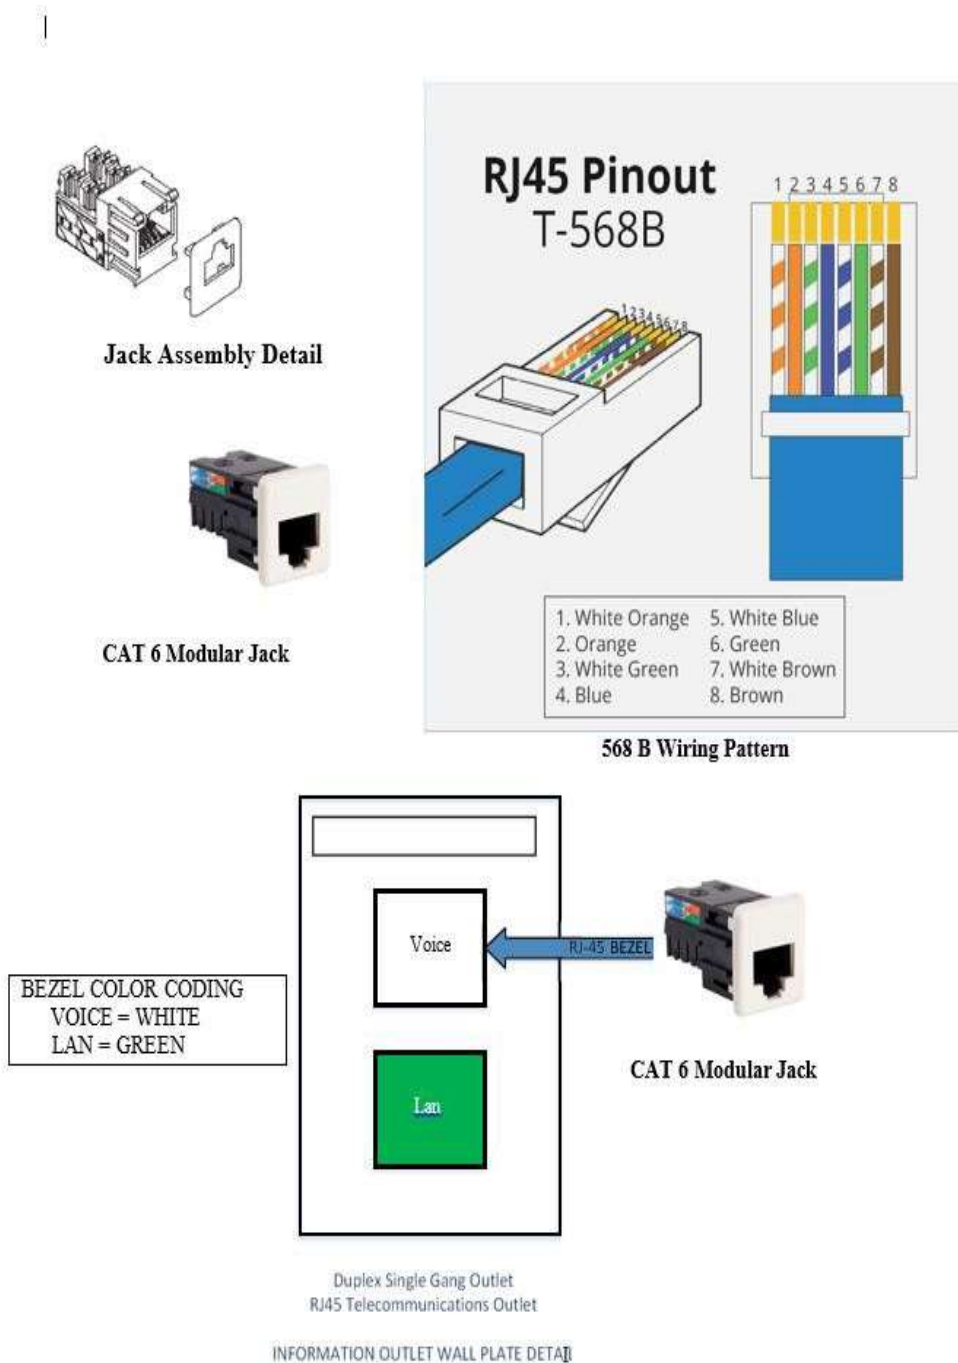 RJ45 Pinout
T-568B
1 2 3 4 5 6 7 8
1 2 3 4 5 6 7 8
Jack Assembly Detail
CAT 6 Modular Jack
1. White Orange
2. Orange
3. White Green
4. Blue
5. White Blue
6. Green
7. White Brown
8. Brown
568 B Wiring Pattern
Voice
RJ-45 BEZEL
BEZEL COLOR CODING
VOICE = WHITE
LAN = GREEN
CAT 6 Modular Jack
Lan
Duplex Single Gang Outlet
RJ45 Telecommunications Outlet
INFORMATION OUTLET WALL PLATE DETAIL